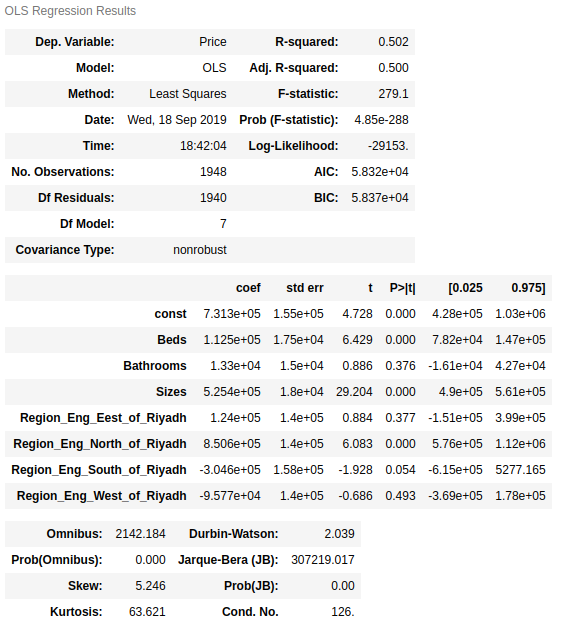 OLS Regression Results
Dep. Variable: Price R-squared: 0.502
Model: OLS Adj. R-squared: 0.500
Method: Least Squares F-statistic: 279.1
Date: Wed, 18 Sep 2019 Prob (F-statistic): 4.85e-288
Time: 18:42:04 Log-Likelihood: -29153.
No. Observations: 1948 AIC: 5.832e+04
Df Residuals: 1940 BIC: 5.837e+04
Df Model: 7
Covariance Type: nonrobust
coef std err t P>|t| [0.025 0.975]
const 7.313e+05 1.55e+05 4.728 0.000 4.28e+05 1.03e+06
Beds 1.125e+05 1.75e+04 6.429 0.000 7.82e+04 1.47e+05
Bathrooms 1.33e+04 1.5e+04 0.886 0.376 -1.61e+04 4.27e+04
Sizes 5.254e+05 1.8e+04 29.204 0.000 4.9e+05 5.61e+05
Region_Eng_Eest_of_Riyadh 1.24e+05 1.4e+05 0.884 0.377 -1.51e+05 3.99e+05
Region_Eng_North_of_Riyadh 8.506e+05 1.4e+05 6.083 0.000 5.76e+05 1.12e+06
Region_Eng_South_of_Riyadh -3.046e+05 1.58e+05 -1.928 0.054 -6.15e+05 5277.165
Region_Eng_West_of_Riyadh -9.577e+04 1.4e+05 -0.686 0.493 -3.69e+05 1.78e+05
Omnibus: 2142.184 Durbin-Watson: 2.039
Prob(Omnibus): 0.000 Jarque-Bera (JB): 307219.017
Skew: 5.246 Prob(JB): 0.00
Kurtosis: 63.621 Cond. No. 126.